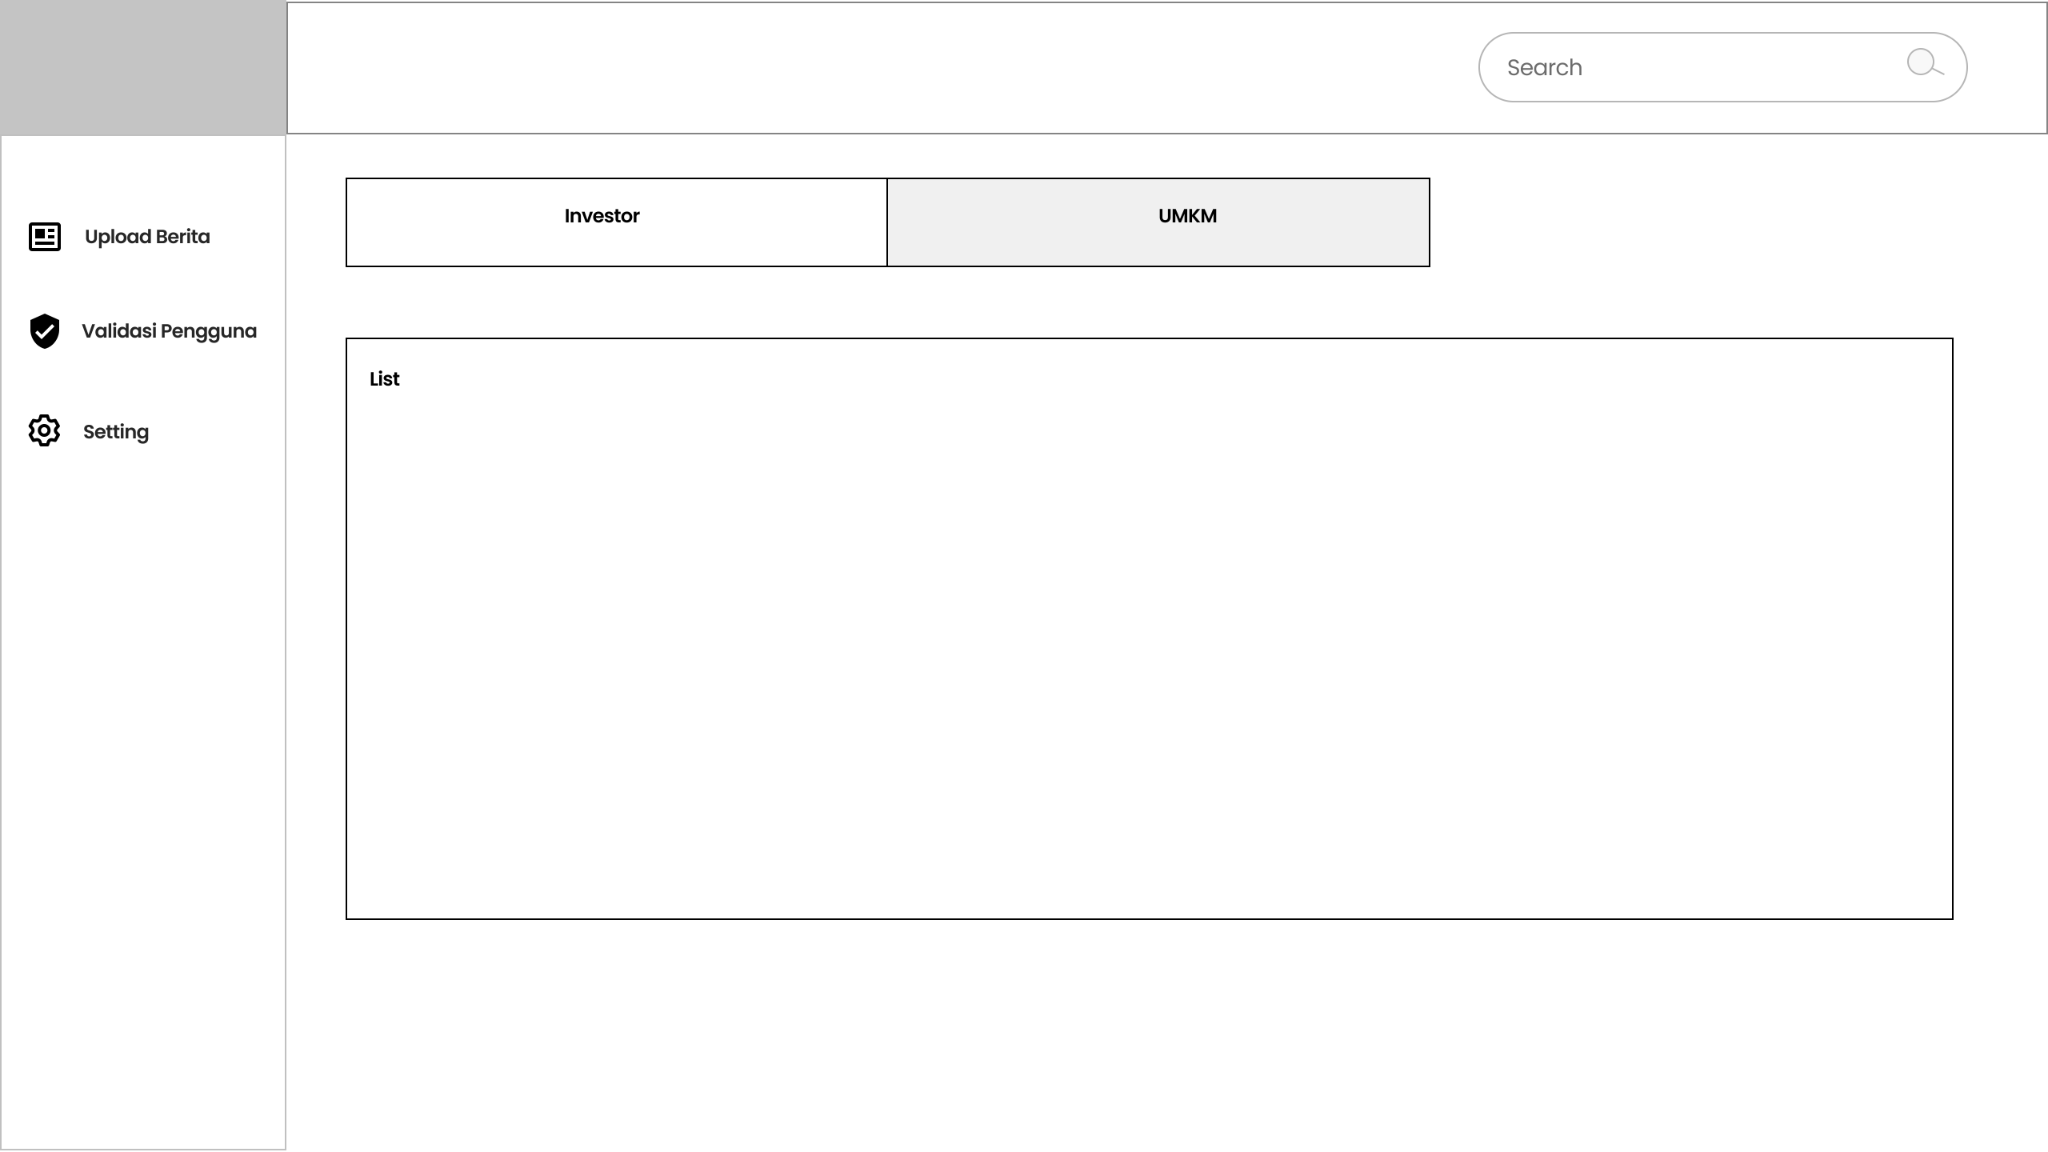 Search
Upload Berita
Validasi Pengguna
Setting
Investor
UMKM
List